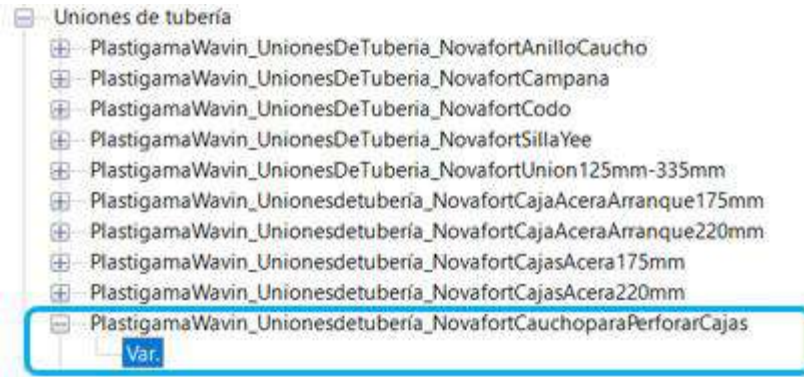 Uniones de tubería
PlastigamaWavin_UnionesDeTuberia_NovafortAnilloCaucho
PlastigamaWavin_UnionesDeTuberia_NovafortCampana
PlastigamaWavin_UnionesDeTuberia_NovafortCodo
PlastigamaWavin_UnionesDeTuberia_NovafortSillaYee
PlastigamaWavin_UnionesDeTuberia_NovafortUnion125mm-335mm
PlastigamaWavin_Unionesdetubería_NovafortCajaAceraArranque175mm
PlastigamaWavin_Unionesdetubería_NovafortCajaAceraArranque220mm
PlastigamaWavin_Unionesdetubería_NovafortCajasAcera175mm
PlastigamaWavin_Unionesdetubería_NovafortCajasAcera220mm
PlastigamaWavin_Unionesdetubería_NovafortCauchoparaPerforarCajas
Var.